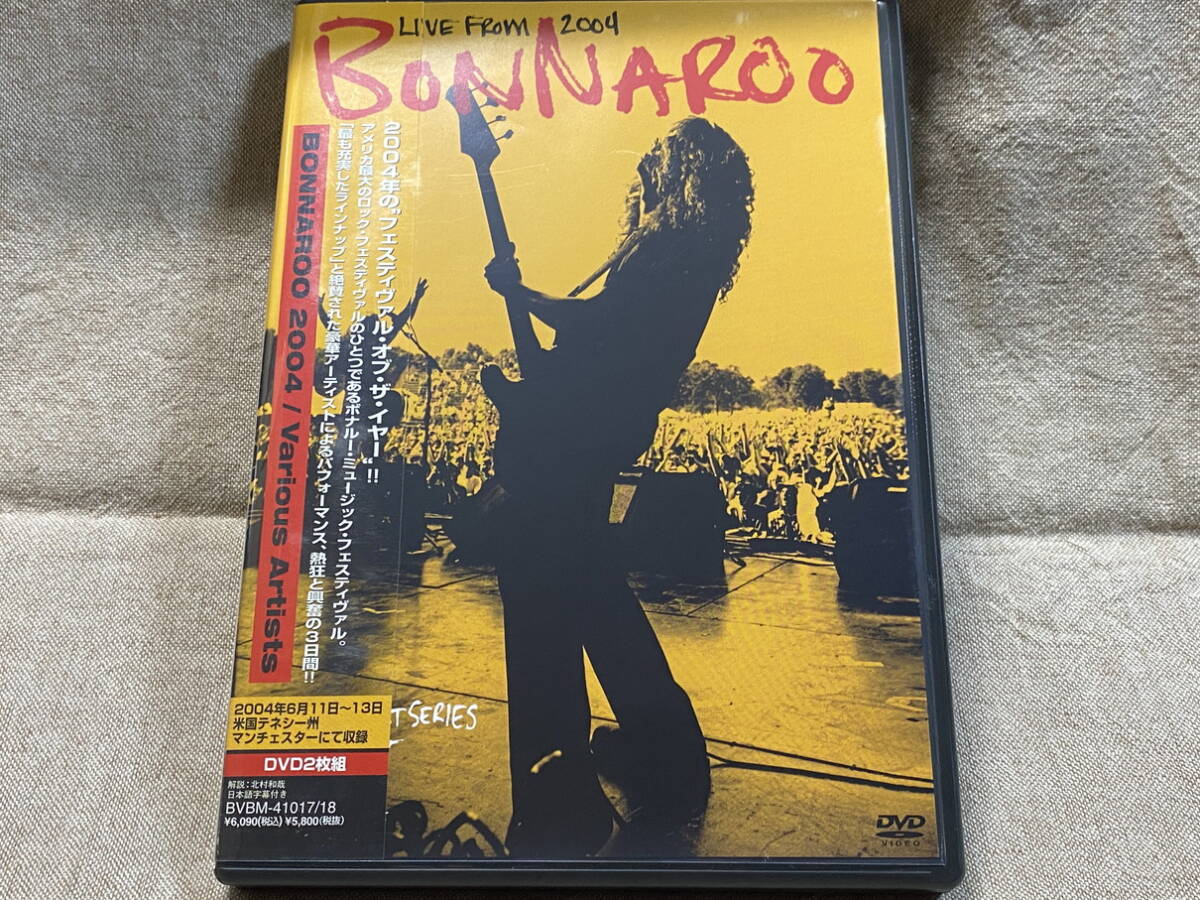 LIVE FROM 2004
BONNAROO
2004年の"フェスティヴァル・オブ・ザ・イヤー"!!
アメリカ最大のロック・フェスティヴァルのひとつであるボナルー・ミュージック・フェスティヴァル。
「最も充実したラインナップ」と絶賛された豪華アーティストによるパフォーマンス、熱狂と興奮の3日間!!
BONNAROO 2004 / Various Artists
T SERIES
2004年6月11日〜13日
米国テネシー州
マンチェスターにて収録
DVD2枚組
解説:北村和哉
日本語字幕付き
BVBM-41017/18
¥6,090(税込) ¥5,800(税抜)
DVD
VIDEO